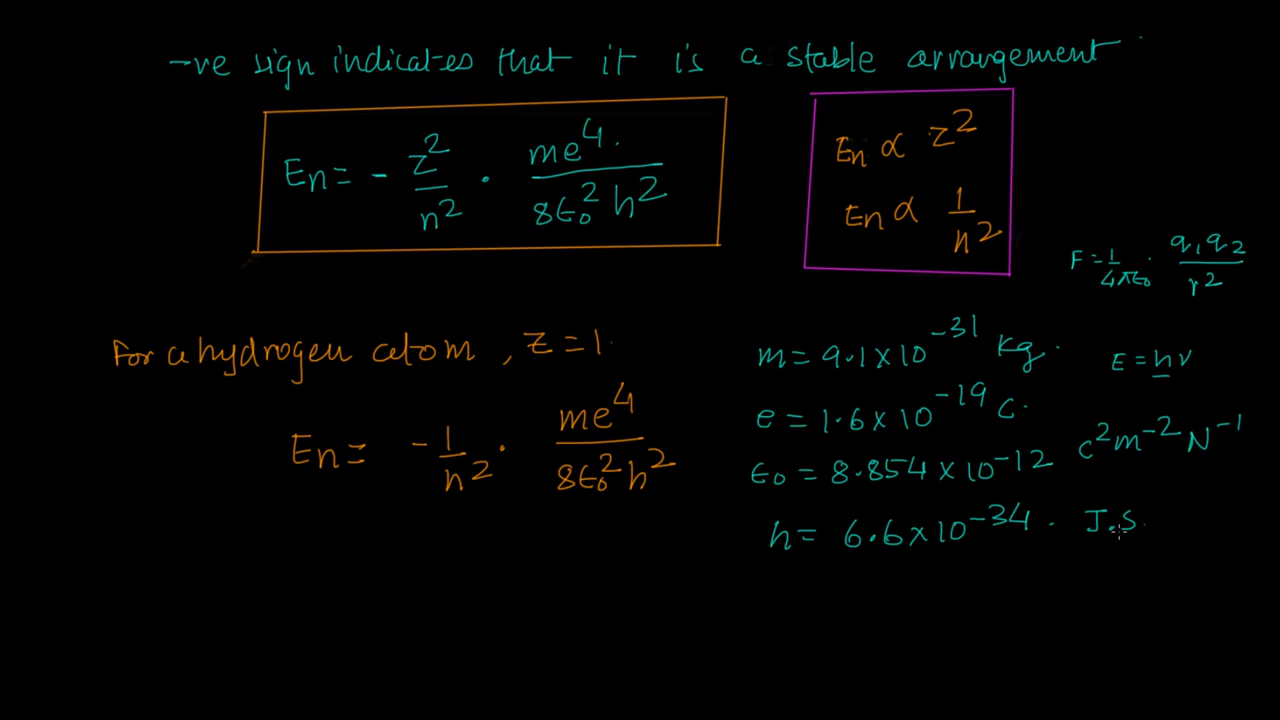 -ve sign indicates that it is a stable arrangement
En = - z²/n² · me⁴/8ε₀²h²
En ∝ z²
En ∝ 1/n²
F = 1/4πε₀ · q₁q₂/r²
For a hydrogen atom, z = 1.
En = - 1/n² · me⁴/8ε₀²h²
m = 9.1 × 10⁻³¹ kg.
E = hν
e = 1.6 × 10⁻¹⁹ C.
ε₀ = 8.854 × 10⁻¹² C²m⁻²N⁻¹
h = 6.6 × 10⁻³⁴. J.S.